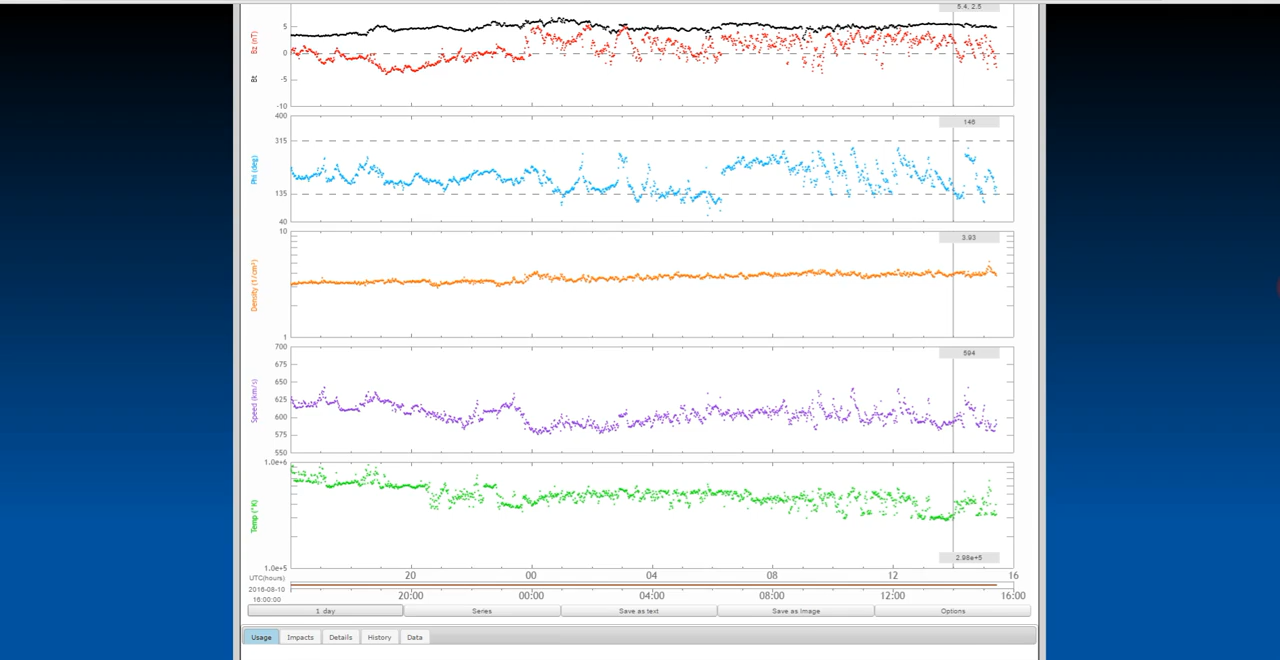 5.4, 2.5
5
0
-5
-10
Bt Bz (nT)
400
315
135
40
Phi (deg)
146
10
1
Density (1/cm³)
3.93
700
675
650
625
600
575
550
Speed (km/s)
594
1.0e+6
1.0e+5
Temp (°K)
2.98e+5
UTC(hours) 20 00 04 08 12 16
2016-08-10
16:00:00 20:00 00:00 04:00 08:00 12:00 16:00
1 day Series Save as text Save as image Options
Usage Impacts Details History Data